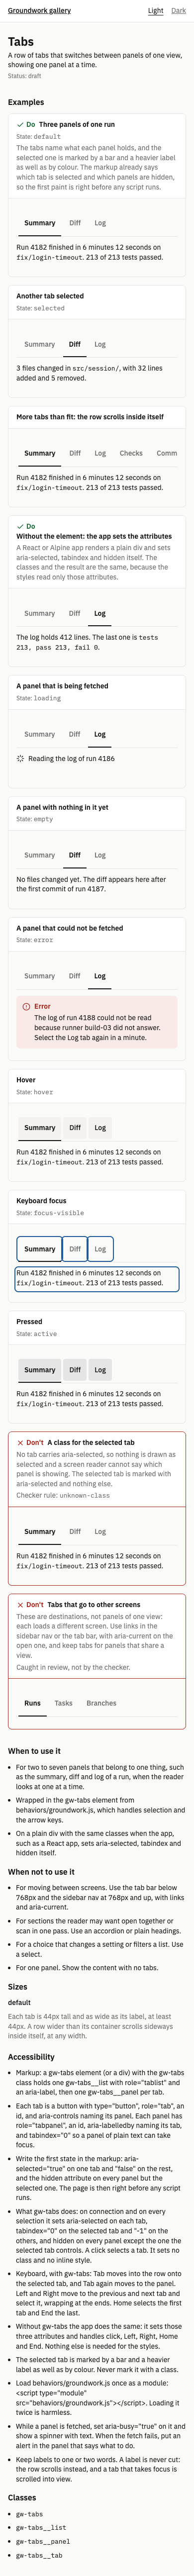 Groundwork gallery Light Dark
Tabs
A row of tabs that switches between panels of one view,
showing one panel at a time.
Status: draft
Examples
Do Three panels of one run
State: default
The tabs name what each panel holds, and the
selected one is marked by a bar and a heavier label
as well as by colour. The markup already says
which tab is selected and which panels are hidden,
so the first paint is right before any script runs.
Summary Diff Log
Run 4182 finished in 6 minutes 12 seconds on
fix/login-timeout. 213 of 213 tests passed.
Another tab selected
State: selected
Summary Diff Log
3 files changed in src/session/, with 32 lines
added and 5 removed.
More tabs than fit: the row scrolls inside itself
Summary Diff Log Checks Comm
Run 4182 finished in 6 minutes 12 seconds on
fix/login-timeout. 213 of 213 tests passed.
Do
Without the element: the app sets the attributes
A React or Alpine app renders a plain div and sets
aria-selected, tabindex and hidden itself. The
classes and the result are the same, because the
styles read only those attributes.
Summary Diff Log
The log holds 412 lines. The last one is tests
213, pass 213, fail 0.
A panel that is being fetched
State: loading
Summary Diff Log
Reading the log of run 4186
A panel with nothing in it yet
State: empty
Summary Diff Log
No files changed yet. The diff appears here after
the first commit of run 4187.
A panel that could not be fetched
State: error
Summary Diff Log
Error
The log of run 4188 could not be read
because runner build-03 did not answer.
Select the Log tab again in a minute.
Hover
State: hover
Summary Diff Log
Run 4182 finished in 6 minutes 12 seconds on
fix/login-timeout. 213 of 213 tests passed.
Keyboard focus
State: focus-visible
Summary Diff Log
Run 4182 finished in 6 minutes 12 seconds on
fix/login-timeout. 213 of 213 tests passed.
Pressed
State: active
Summary Diff Log
Run 4182 finished in 6 minutes 12 seconds on
fix/login-timeout. 213 of 213 tests passed.
Don't A class for the selected tab
No tab carries aria-selected, so nothing is drawn as
selected and a screen reader cannot say which
panel is showing. The selected tab is marked with
aria-selected and nothing else.
Checker rule: unknown-class
Summary Diff Log
Run 4182 finished in 6 minutes 12 seconds on
fix/login-timeout. 213 of 213 tests passed.
Don't Tabs that go to other screens
These are destinations, not panels of one view:
each loads a different screen. Use links in the
sidebar nav or the tab bar, with aria-current on the
open one, and keep tabs for panels that share a
view.
Caught in review, not by the checker.
Runs Tasks Branches
When to use it
For two to seven panels that belong to one thing, such
as the summary, diff and log of a run, when the reader
looks at one at a time.
Wrapped in the gw-tabs element from
behaviors/groundwork.js, which handles selection and
the arrow keys.
On a plain div with the same classes when the app,
such as a React app, sets aria-selected, tabindex and
hidden itself.
When not to use it
For moving between screens. Use the tab bar below
768px and the sidebar nav at 768px and up, with links
and aria-current.
For sections the reader may want open together or
scan in one pass. Use an accordion or plain headings.
For a choice that changes a setting or filters a list. Use
a select.
For one panel. Show the content with no tabs.
Sizes
default
Each tab is 44px tall and as wide as its label, at least
44px. A row wider than its container scrolls sideways
inside itself, at any width.
Accessibility
Markup: a gw-tabs element (or a div) with the gw-tabs
class holds one gw-tabs__list with role="tablist" and
an aria-label, then one gw-tabs__panel per tab.
Each tab is a button with type="button", role="tab", an
id, and aria-controls naming its panel. Each panel has
role="tabpanel", an id, aria-labelledby naming its tab,
and tabindex="0" so a panel of plain text can take
focus.
Write the first state in the markup: aria-
selected="true" on one tab and "false" on the rest,
and the hidden attribute on every panel but the
selected one. The page is then right before any script
runs.
What gw-tabs does: on connection and on every
selection it sets aria-selected on each tab,
tabindex="0" on the selected tab and "-1" on the
others, and hidden on every panel except the one the
selected tab controls. A click selects a tab. It sets no
class and no inline style.
Keyboard, with gw-tabs: Tab moves into the row onto
the selected tab, and Tab again moves to the panel.
Left and Right move to the previous and next tab and
select it, wrapping at the ends. Home selects the first
tab and End the last.
Without gw-tabs the app does the same: it sets those
three attributes and handles click, Left, Right, Home
and End. Nothing else is needed for the styles.
The selected tab is marked by a bar and a heavier
label as well as by colour. Never mark it with a class.
Load behaviors/groundwork.js once as a module:
<script type="module"
src="behaviors/groundwork.js"></script>. Loading it
twice is harmless.
While a panel is fetched, set aria-busy="true" on it and
show a spinner with text. When the fetch fails, put an
alert in the panel that says what to do.
Keep labels to one or two words. A label is never cut:
the row scrolls instead, and a tab that takes focus is
scrolled into view.
Classes
gw-tabs
gw-tabs__list
gw-tabs__panel
gw-tabs__tab